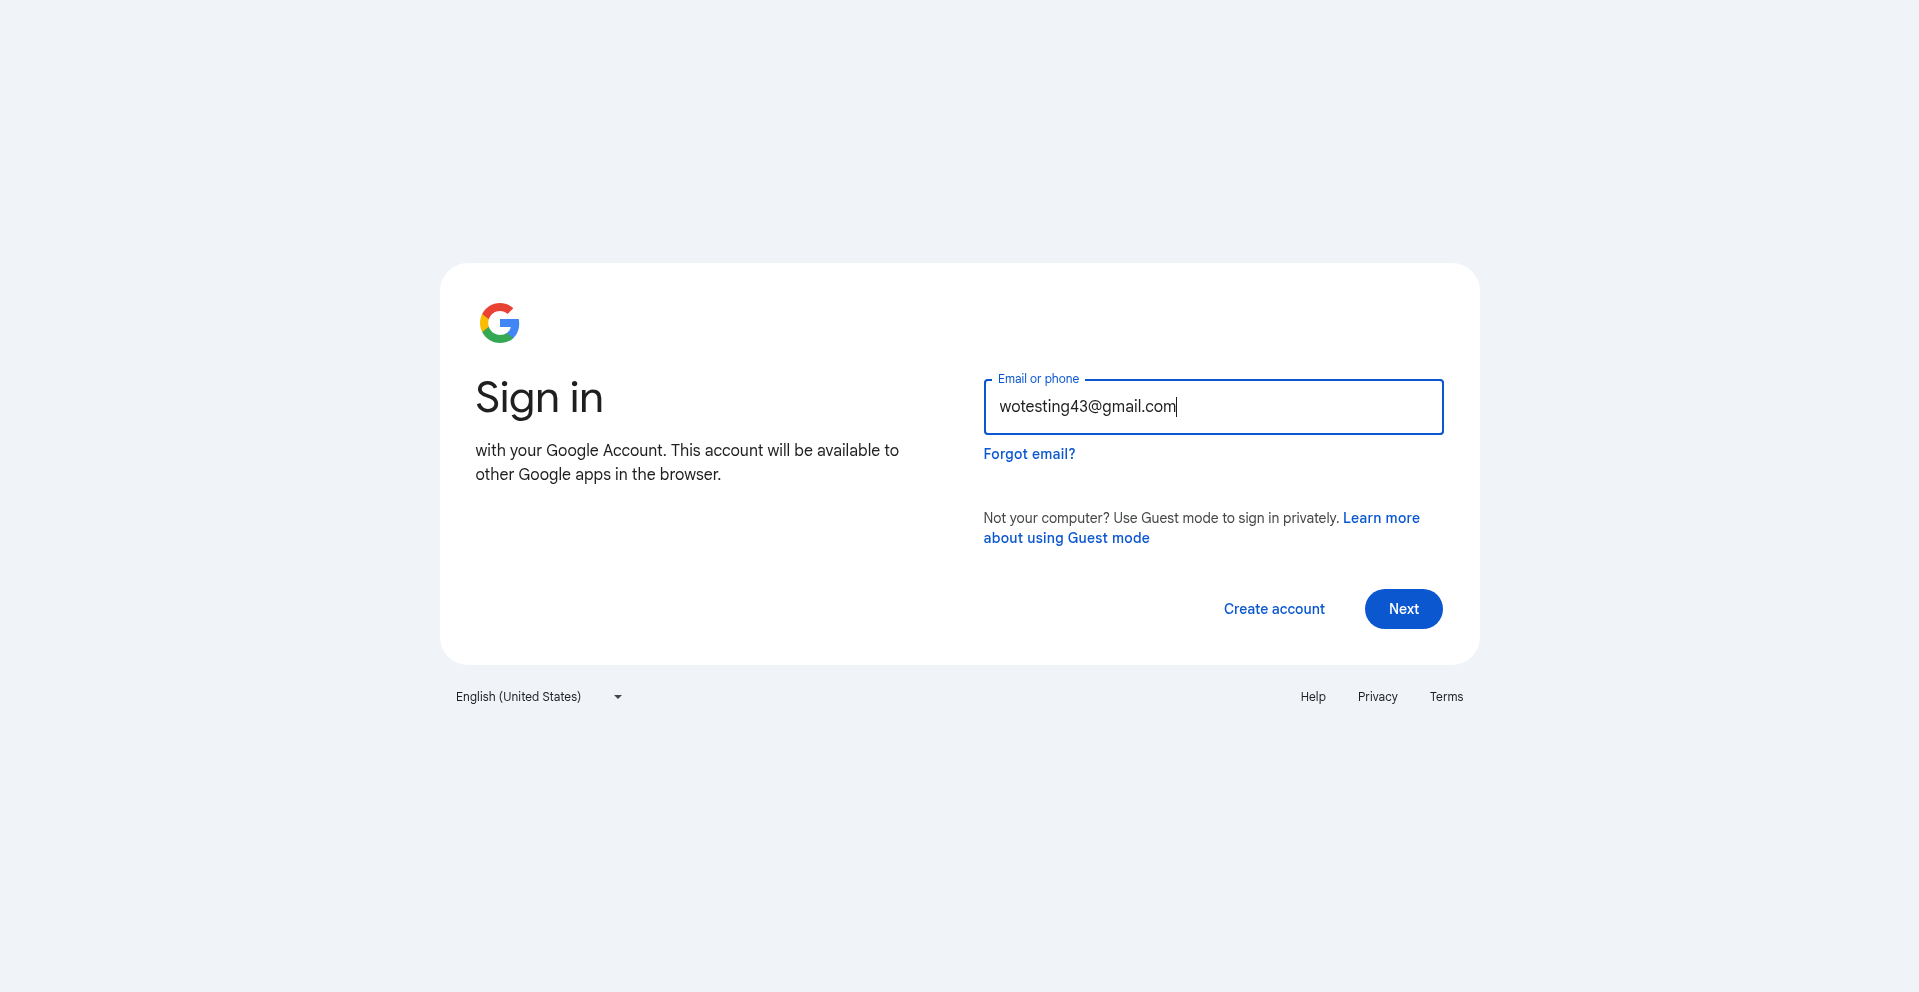 Sign in
with your Google Account. This account will be available to
other Google apps in the browser.
Email or phone
wotesting43@gmail.com
Forgot email?
Not your computer? Use Guest mode to sign in privately. Learn more
about using Guest mode
Create account
Next
English (United States)
Help
Privacy
Terms